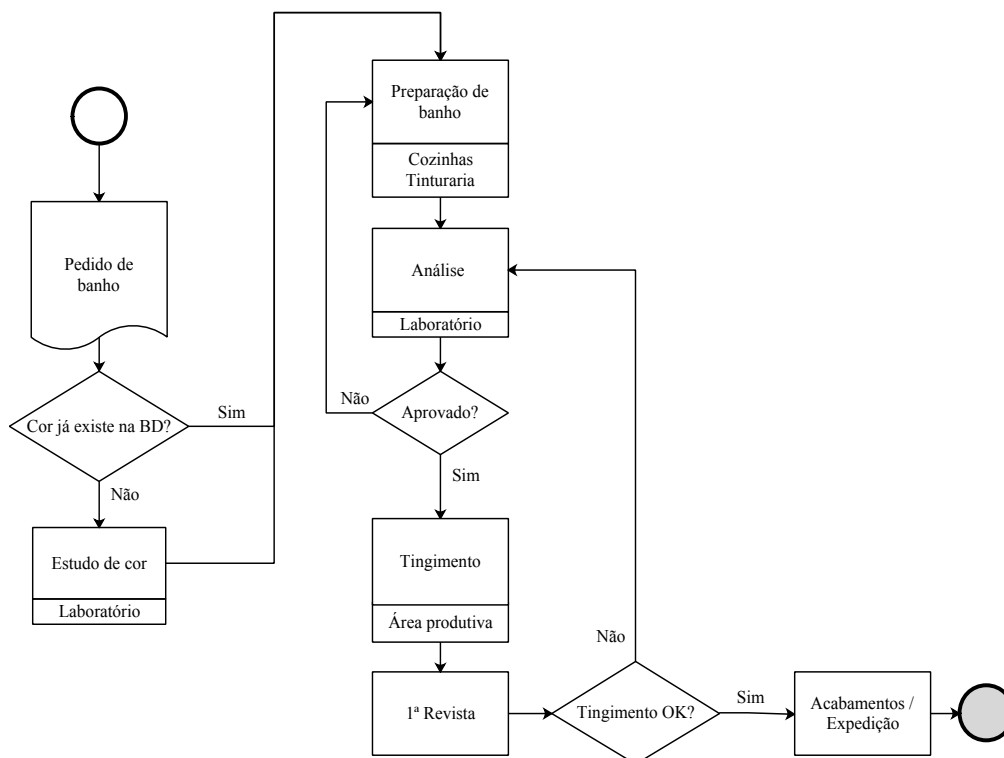 Pedido de
banho
Cor já existe na BD?
Sim
Não
Estudo de cor
Laboratório
Preparação de
banho
Cozinhas
Tinturaria
Análise
Laboratório
Não
Aprovado?
Sim
Tingimento
Área produtiva
1ª Revista
Não
Tingimento OK?
Sim
Acabamentos /
Expedição